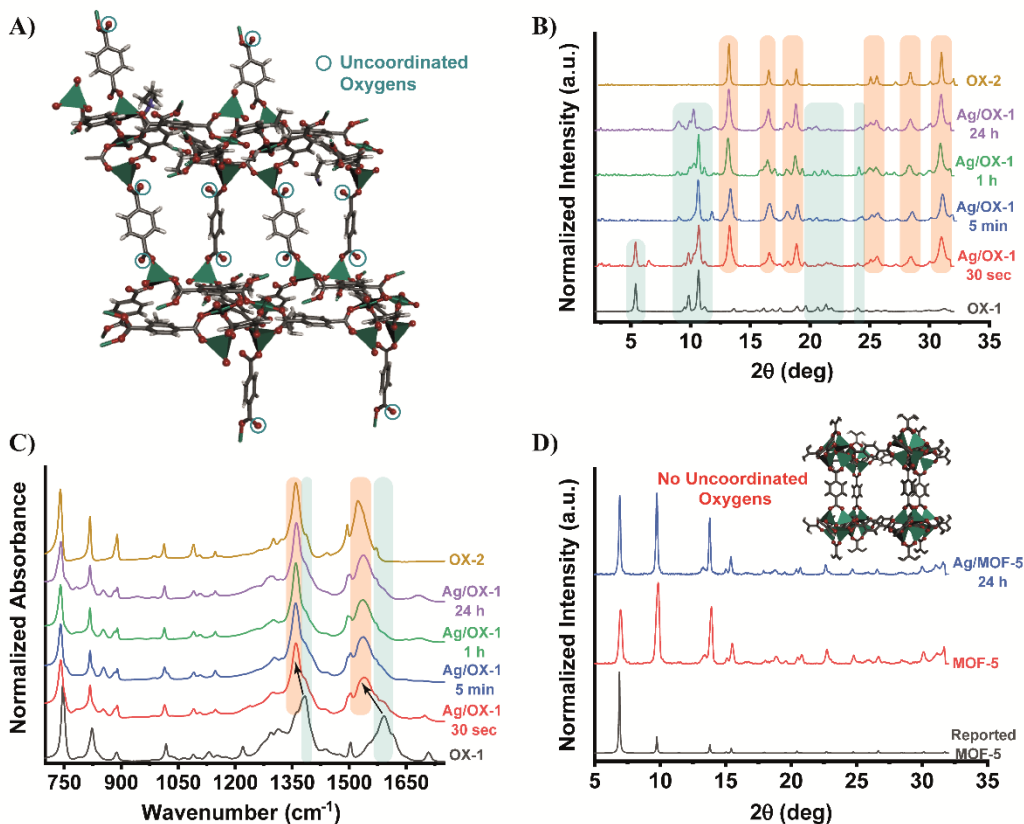 A)
Uncoordinated
Oxygens
B)
Normalized Intensity (a.u.)
OX-2
Ag/OX-1
24 h
Ag/OX-1
1 h
Ag/OX-1
5 min
Ag/OX-1
30 sec
OX-1
5 10 15 20 25 30 35
2θ (deg)
C)
Normalized Absorbance
OX-2
Ag/OX-1
24 h
Ag/OX-1
1 h
Ag/OX-1
5 min
Ag/OX-1
30 sec
OX-1
750 900 1050 1200 1350 1500 1650
Wavenumber (cm⁻¹)
D)
Normalized Intensity (a.u.)
No Uncoordinated
Oxygens
Ag/MOF-5
24 h
MOF-5
Reported
MOF-5
5 10 15 20 25 30 35
2θ (deg)